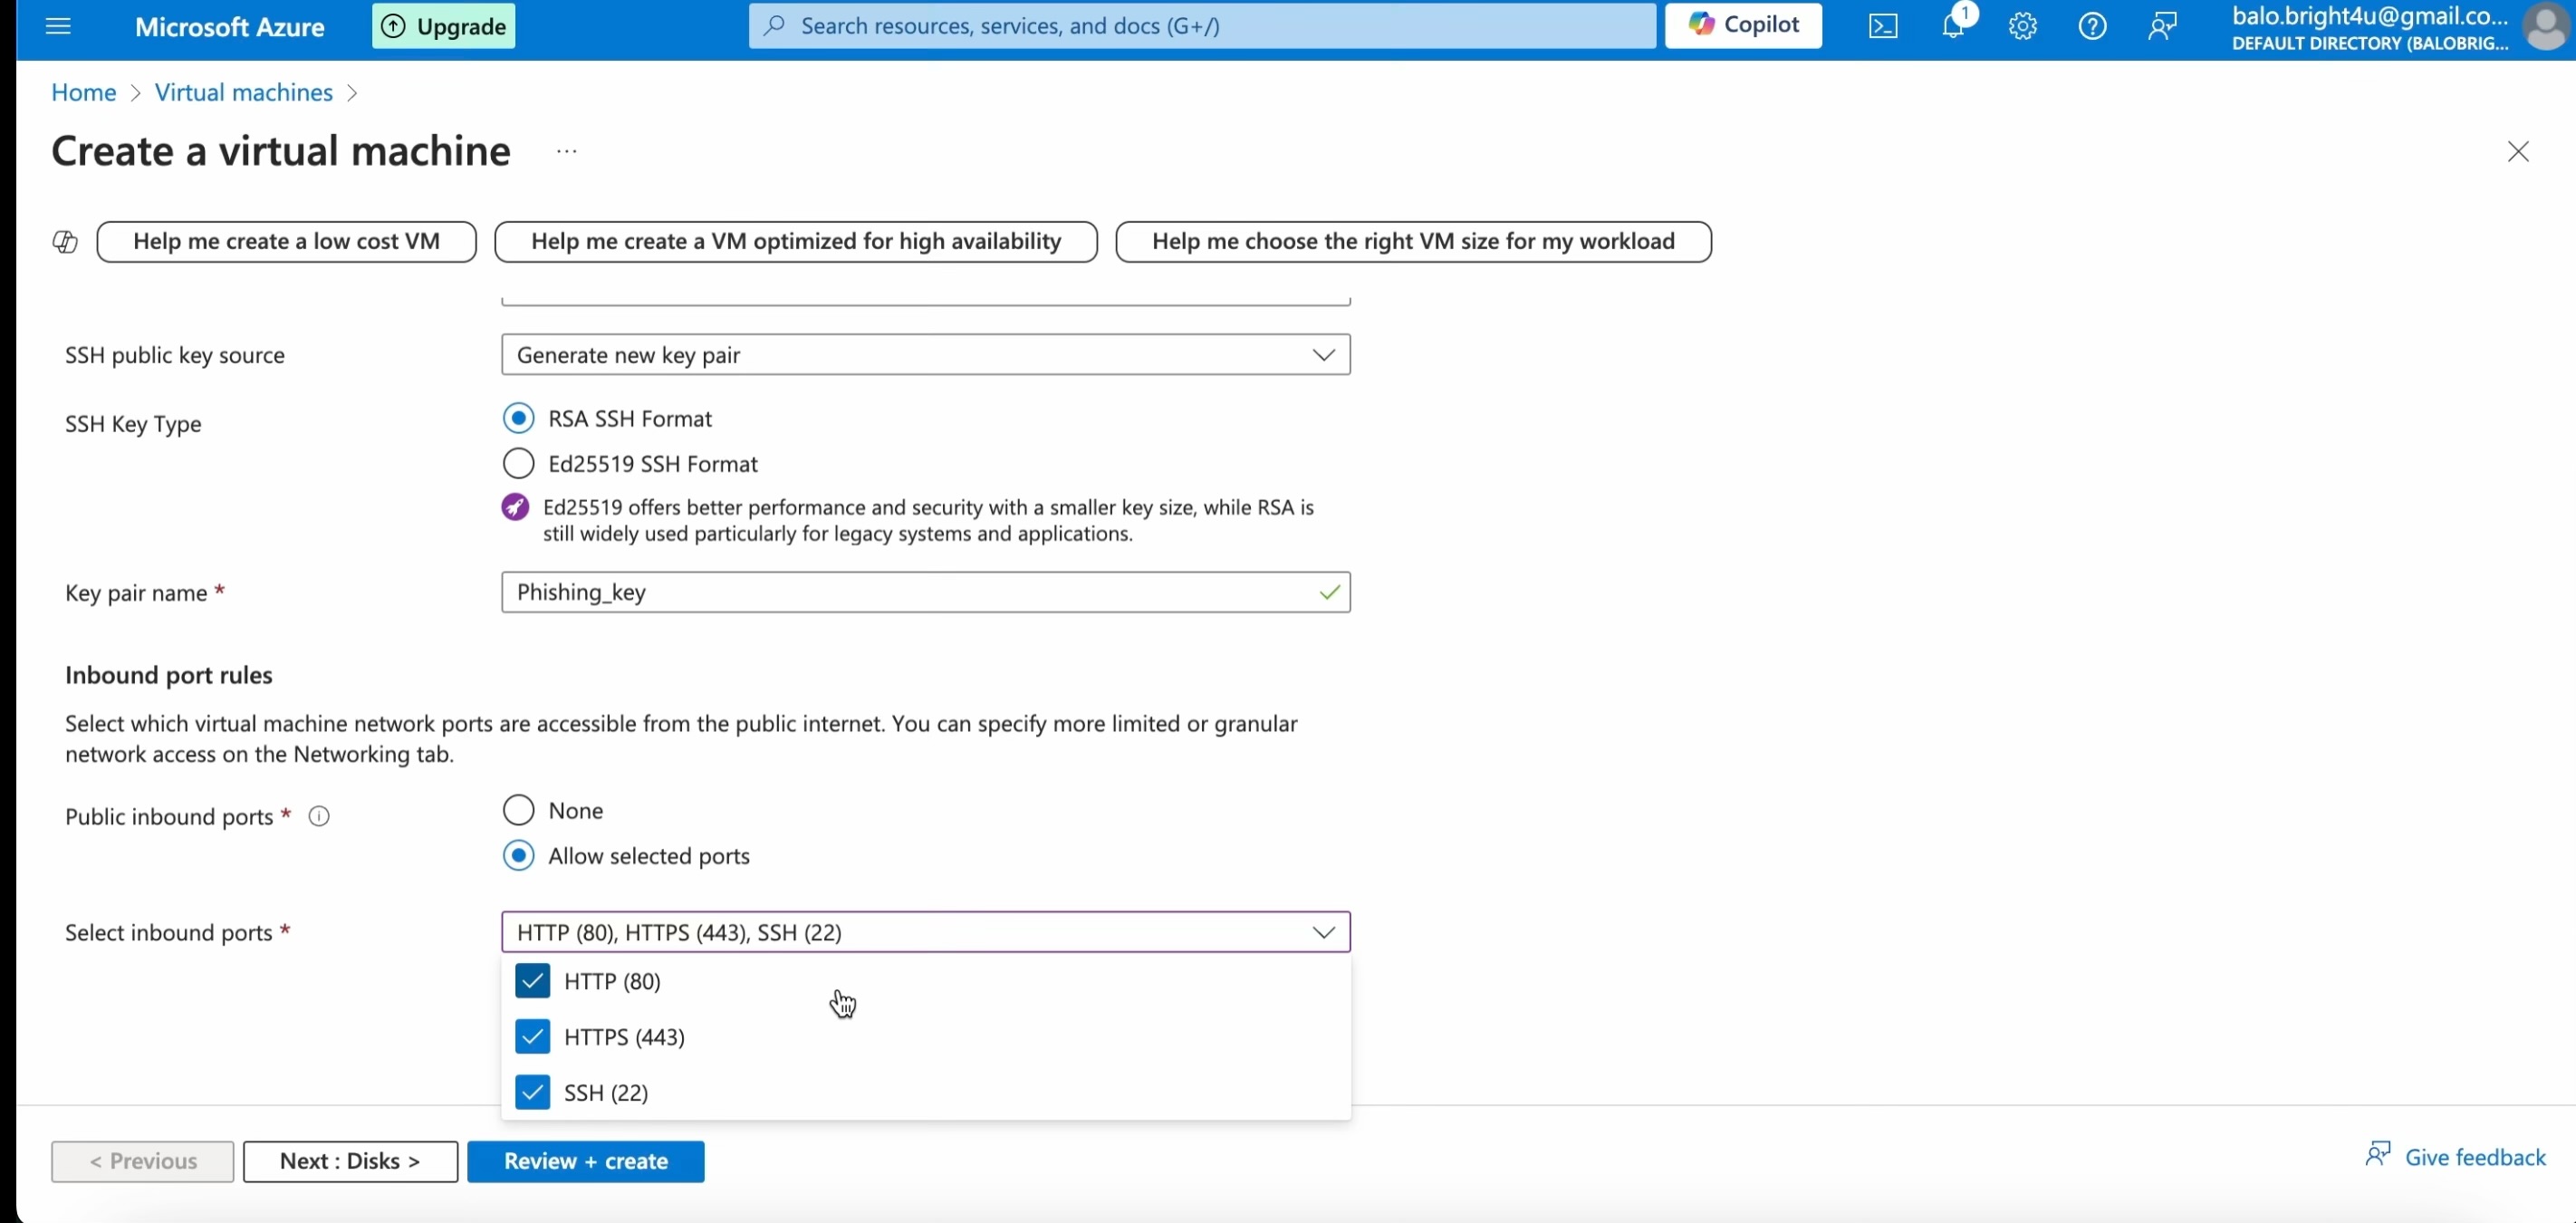 Microsoft Azure
Upgrade
Search resources, services, and docs (G+/)
Copilot
1
balo.bright4u@gmail.co...
DEFAULT DIRECTORY (BALOBRIG...
Home > Virtual machines >
Create a virtual machine ...
Help me create a low cost VM
Help me create a VM optimized for high availability
Help me choose the right VM size for my workload
SSH public key source
Generate new key pair
SSH Key Type
RSA SSH Format
Ed25519 SSH Format
Ed25519 offers better performance and security with a smaller key size, while RSA is
still widely used particularly for legacy systems and applications.
Key pair name *
Phishing_key
Inbound port rules
Select which virtual machine network ports are accessible from the public internet. You can specify more limited or granular
network access on the Networking tab.
Public inbound ports *
None
Allow selected ports
Select inbound ports *
HTTP (80), HTTPS (443), SSH (22)
HTTP (80)
HTTPS (443)
SSH (22)
< Previous
Next : Disks >
Review + create
Give feedback